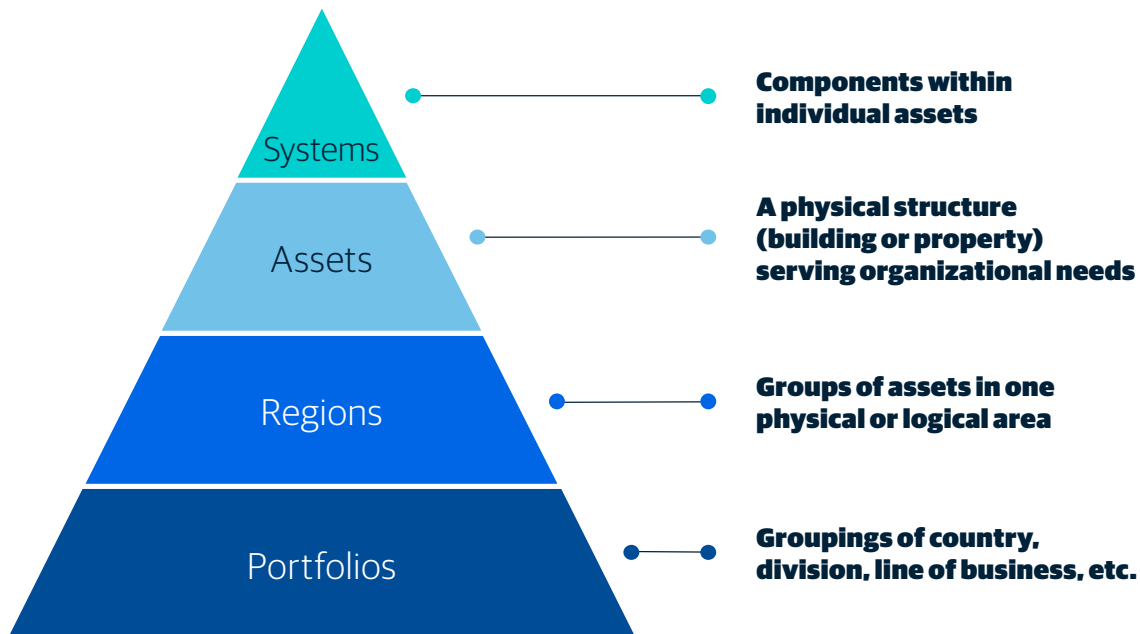 Systems
Components within
individual assets
Assets
A physical structure
(building or property)
serving organizational needs
Regions
Groups of assets in one
physical or logical area
Portfolios
Groupings of country,
division, line of business, etc.